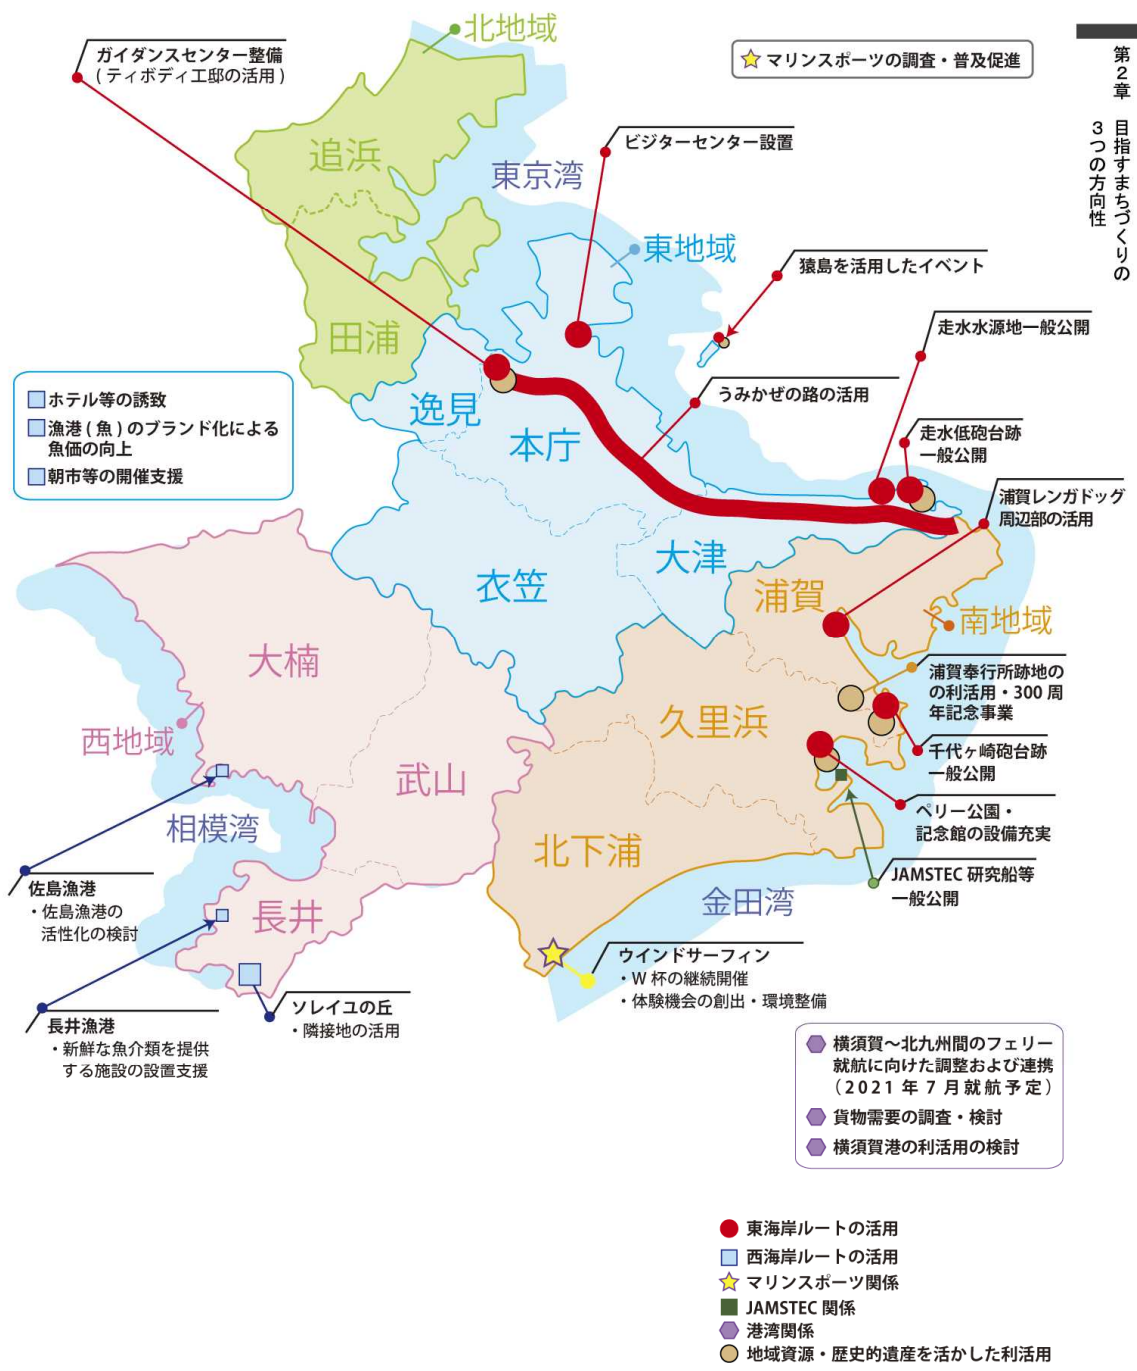 第2章　目指すまちづくりの
3つの方向性
北地域
ガイダンスセンター整備
(ティボディエ邸の活用)
マリンスポーツの調査・普及促進
追浜
ビジターセンター設置
東京湾
東地域
猿島を活用したイベント
田浦
走水水源地一般公開
ホテル等の誘致
漁港(魚)のブランド化による
魚価の向上
朝市等の開催支援
逸見
本庁
うみかぜの路の活用
走水低砲台跡
一般公開
浦賀レンガドッグ
周辺部の活用
大津
衣笠
浦賀
南地域
大楠
浦賀奉行所跡地の
の利活用・300周
年記念事業
西地域
久里浜
千代ヶ崎砲台跡
一般公開
武山
相模湾
ペリー公園・
記念館の設備充実
北下浦
JAMSTEC 研究船等
一般公開
佐島漁港
・佐島漁港の
活性化の検討
長井
金田湾
ウインドサーフィン
・W杯の継続開催
・体験機会の創出・環境整備
ソレイユの丘
・隣接地の活用
長井漁港
・新鮮な魚介類を提供
する施設の設置支援
横須賀～北九州間のフェリー
就航に向けた調整および連携
(2021年7月就航予定)
貨物需要の調査・検討
横須賀港の利活用の検討
東海岸ルートの活用
西海岸ルートの活用
マリンスポーツ関係
JAMSTEC 関係
港湾関係
地域資源・歴史的遺産を活かした利活用